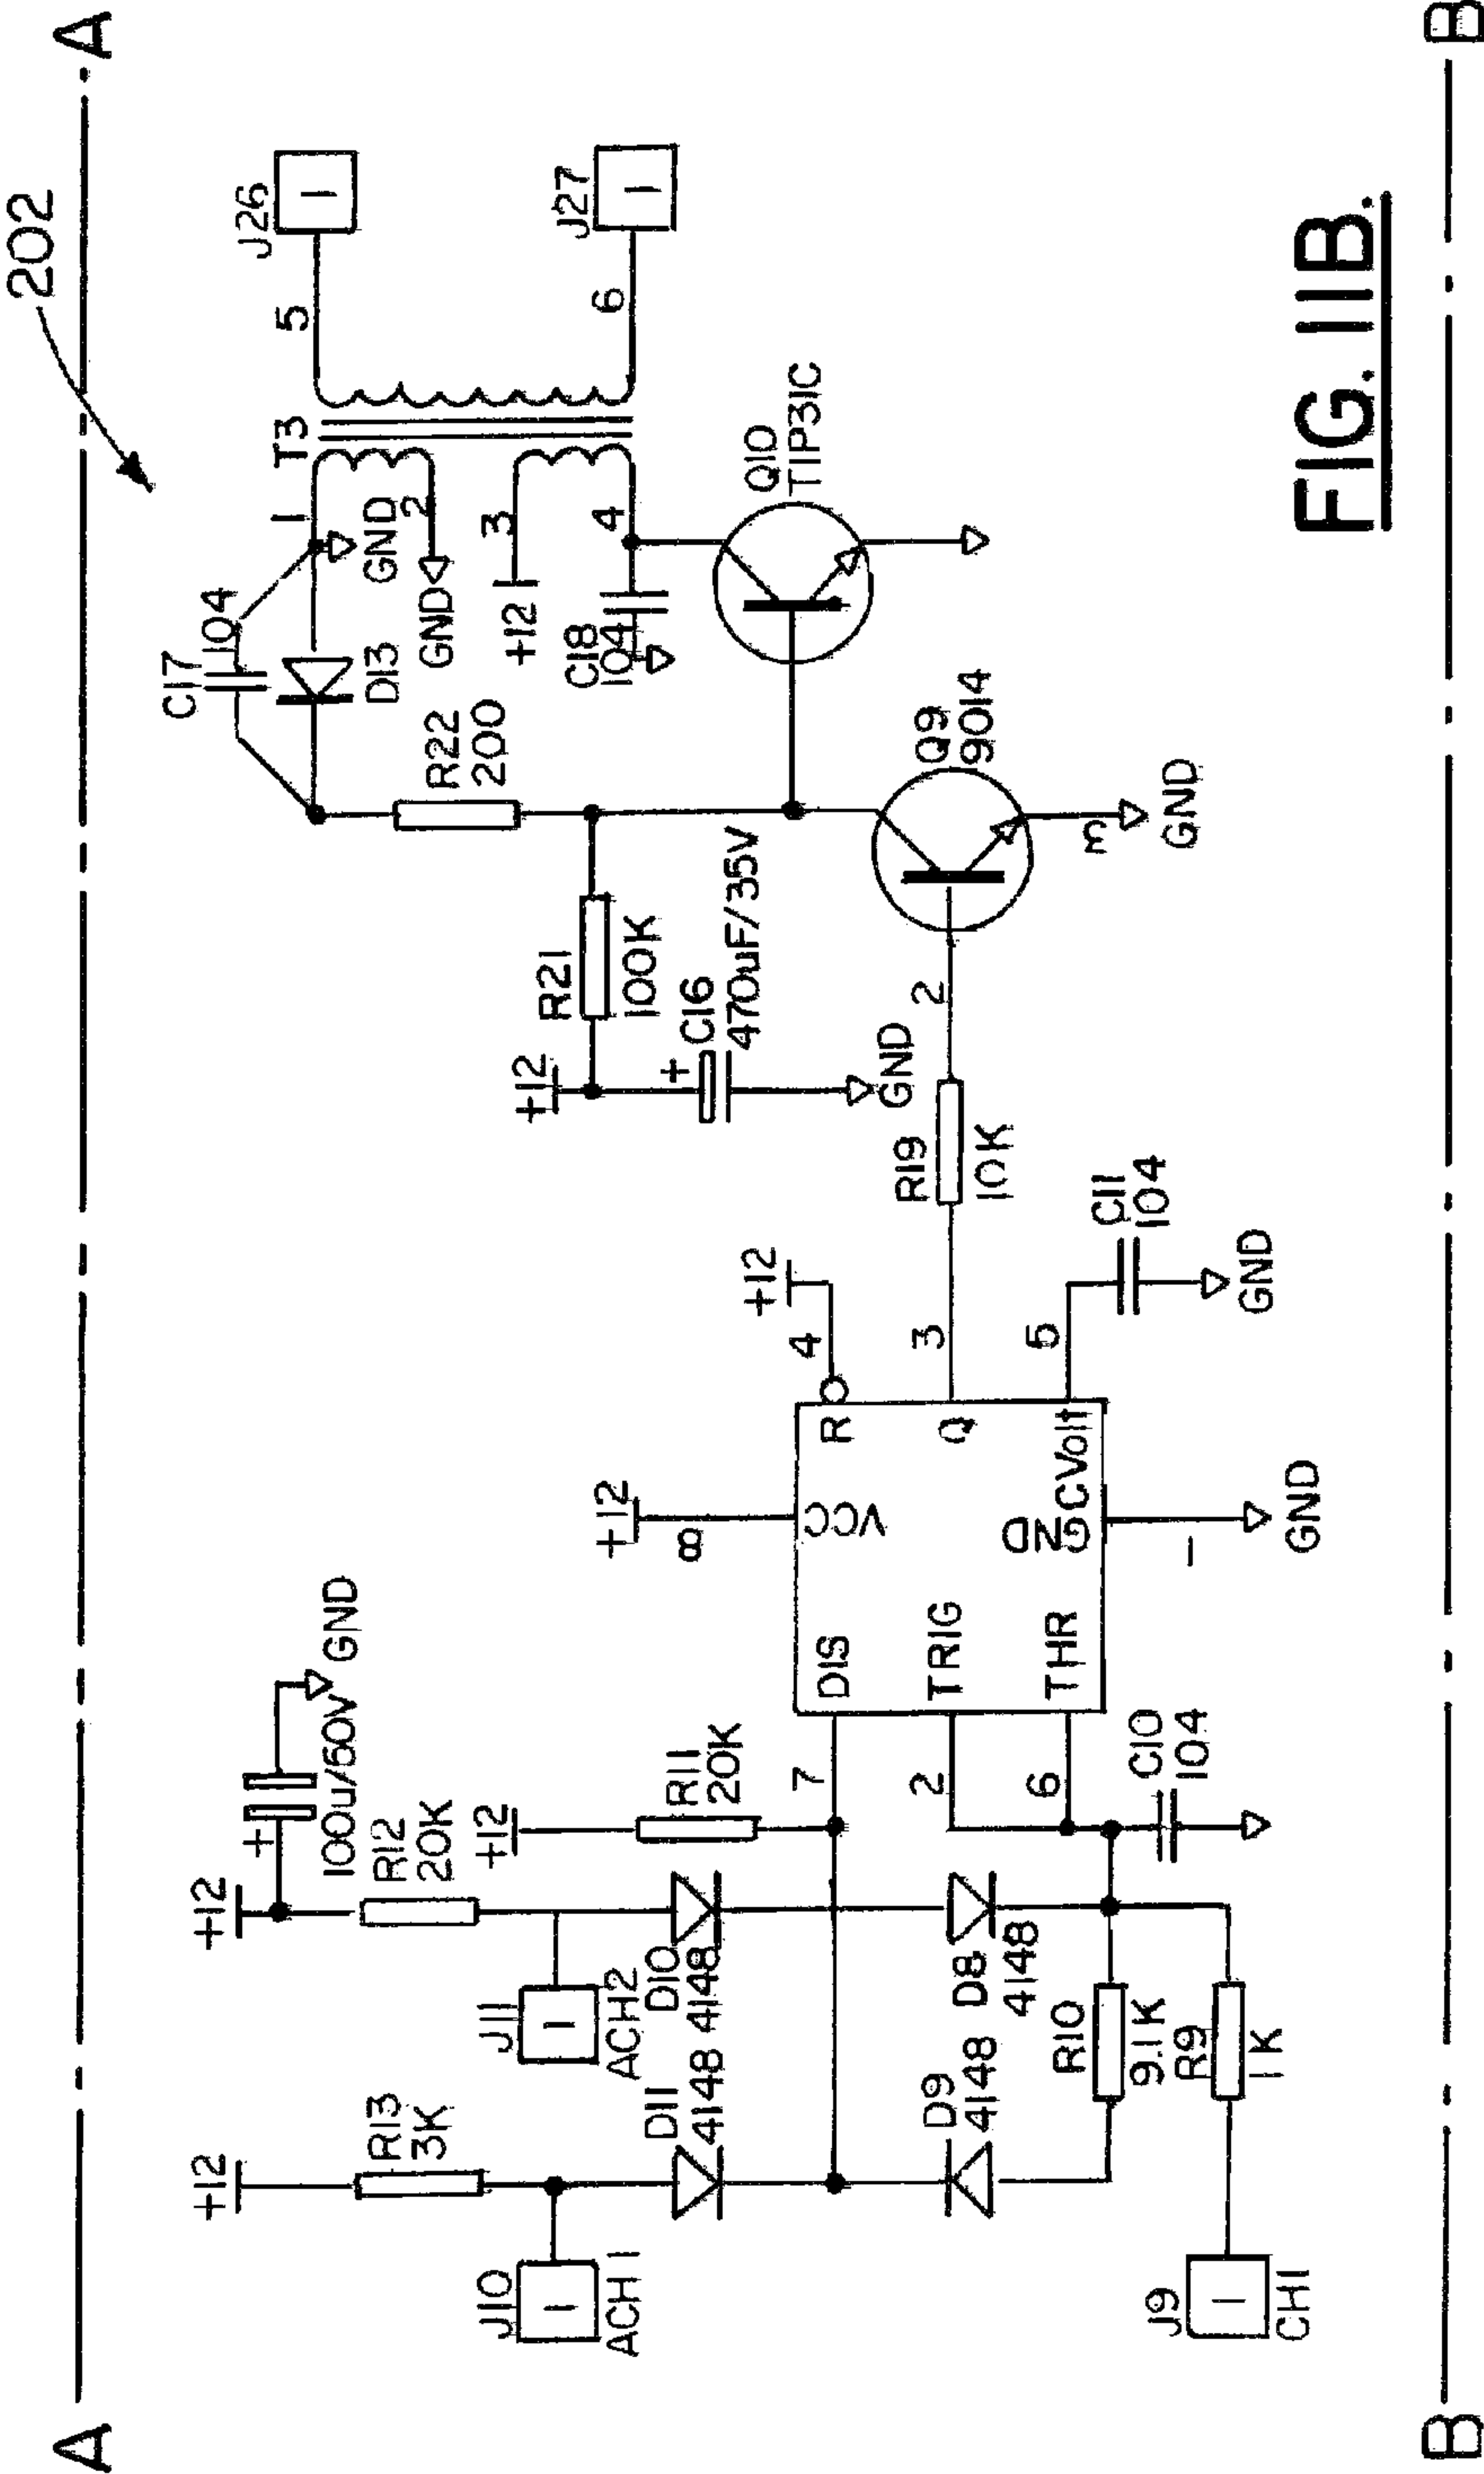 202
A
A
+12
R13
3K
J10
1
ACH1
D11
4148
D9
4148
+12
+
100u/50V
GND
R12
20K
J11
1
ACH2
D10
4148
D8
4148
+12
R11
20K
R10
9.1K
R9
1K
J9
1
CH1
7
2
6
C10
104
DIS
TRIG
THR
VCC
GND
R
Q
CVolt
+12
8
1
GND
+12
4
3
5
C11
104
GND
R19
10K
2
+12
R21
100K
+
C16
470uF/35V
GND
R22
200
C17
104
D13
Q9
9014
3
GND
T3
1
GND
2
GND
3
+12
4
C18
104
Q10
TIP31C
5
6
J26
1
J27
1
B
B
FIG. 11B.